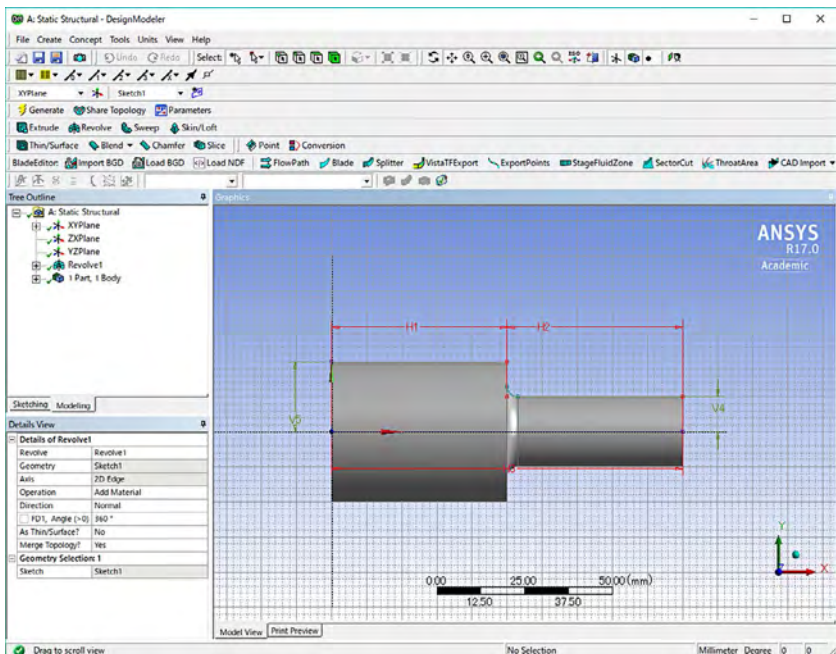 A: Static Structural - DesignModeler
File Create Concept Tools Units View Help
Undo Redo Select:
XYPlane Sketch1
Generate Share Topology Parameters
Extrude Revolve Sweep Skin/Loft
Thin/Surface Blend Chamfer Slice Point Conversion
BladeEditor: Import BGD Load BGD Load NDF FlowPath Blade Splitter VistaTFExport ExportPoints StageFluidZone SectorCut ThroatArea CAD Import
Tree Outline
Graphics
A: Static Structural
XYPlane
ZXPlane
YZPlane
Revolve1
1 Part, 1 Body
ANSYS
R17.0
Academic
H1
H2
V5
V4
Sketching Modeling
Details View
Details of Revolve1
Revolve Revolve1
Geometry Sketch1
Axis 2D Edge
Operation Add Material
Direction Normal
FD1, Angle (>0) 360 °
As Thin/Surface? No
Merge Topology? Yes
Geometry Selection: 1
Sketch Sketch1
Y
X
0.00 25.00 50.00 (mm)
12.50 37.50
Model View Print Preview
Drag to scroll view No Selection Millimeter Degree 0 0